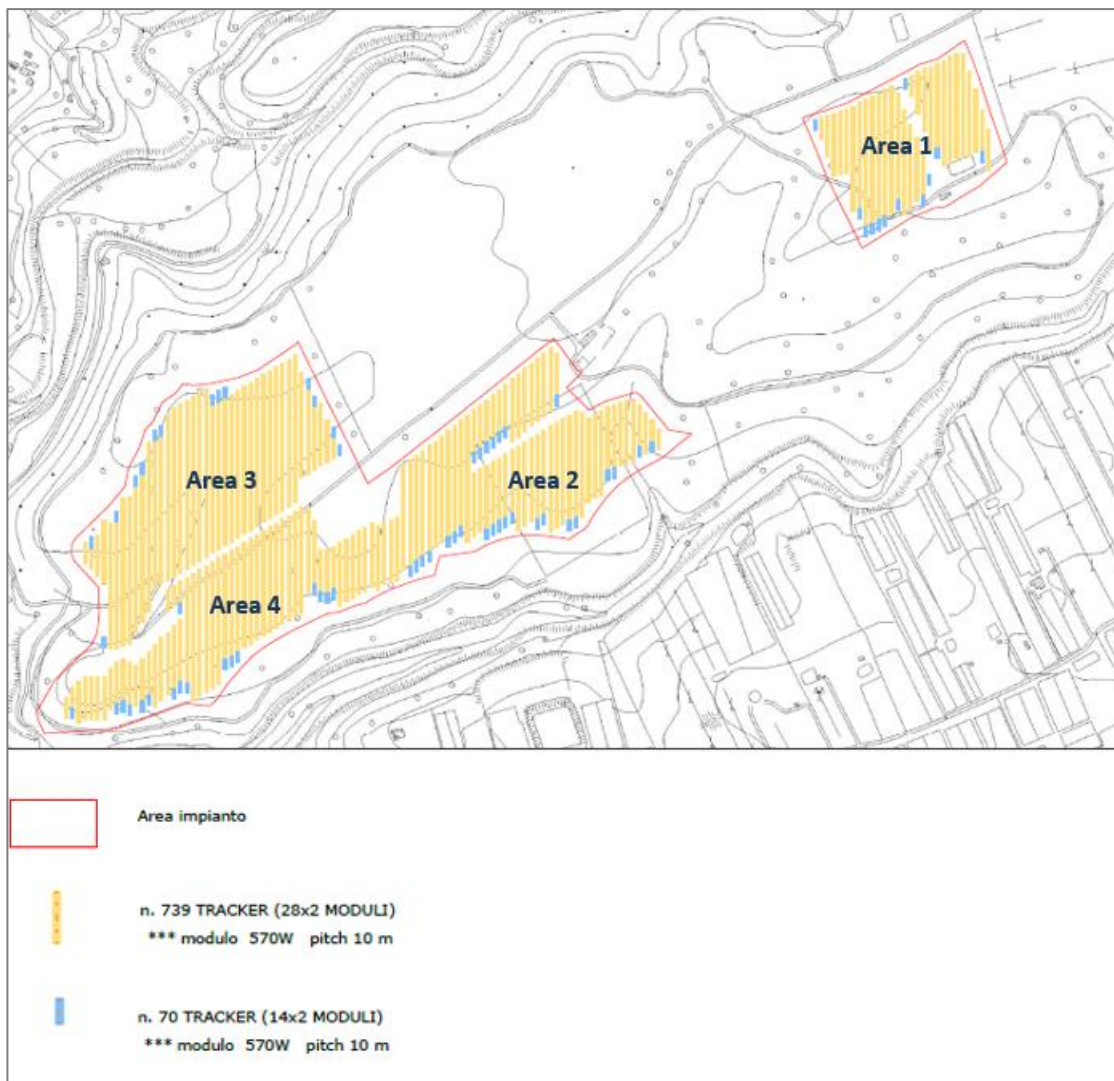 Area 1
Area 3
Area 2
Area 4
Area impianto
n. 739 TRACKER (28x2 MODULI)
*** modulo 570W pitch 10 m
n. 70 TRACKER (14x2 MODULI)
*** modulo 570W pitch 10 m